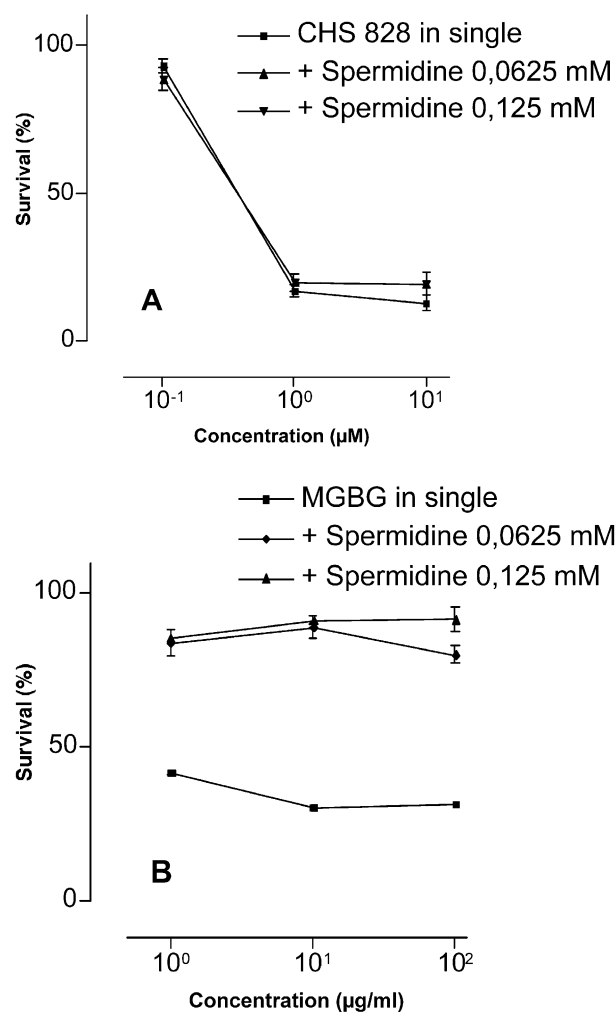 100
CHS 828 in single
+ Spermidine 0,0625 mM
+ Spermidine 0,125 mM
Survival (%)
50
A
0
10⁻¹ 10⁰ 10¹
Concentration (µM)
MGBG in single
+ Spermidine 0,0625 mM
+ Spermidine 0,125 mM
100
Survival (%)
50
B
0
10⁰ 10¹ 10²
Concentration (µg/ml)